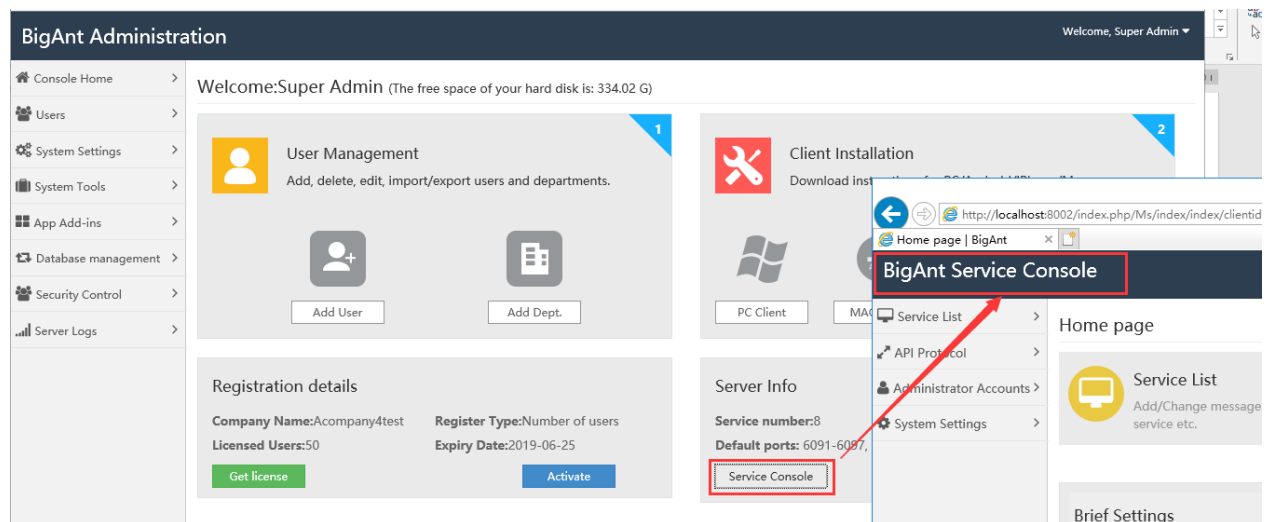 BigAnt Administration
Welcome, Super Admin
Console Home
Users
System Settings
System Tools
App Add-ins
Database management
Security Control
Server Logs
Welcome:Super Admin (The free space of your hard disk is: 334.02 G)
1
User Management
Add, delete, edit, import/export users and departments.
Add User
Add Dept.
2
Client Installation
Download
PC Client
Registration details
Company Name:Acompany4test
Register Type:Number of users
Licensed Users:50
Expiry Date:2019-06-25
Get license
Activate
Server Info
Service number:8
Default ports: 6091-6097,
Service Console
http://localhost:8002/index.php/Ms/index/index/clientid
Home page | BigAnt
BigAnt Service Console
Service List
API Protocol
Administrator Accounts
System Settings
Home page
Service List
Add/Change message
service etc.
Brief Settings